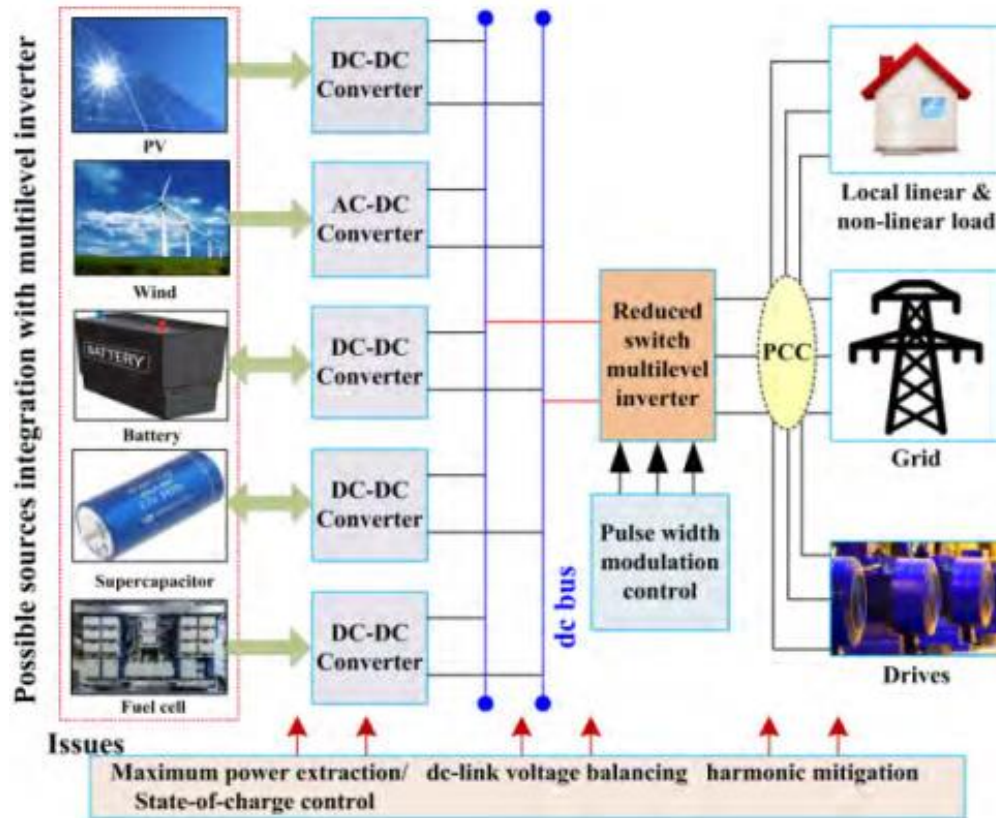 Possible sources integration with multilevel inverter
PV
DC-DC
Converter
Wind
AC-DC
Converter
BATTERY
Battery
DC-DC
Converter
Supercapacitor
DC-DC
Converter
Fuel cell
DC-DC
Converter
dc bus
Reduced
switch
multilevel
inverter
Pulse width
modulation
control
PCC
Local linear &
non-linear load
Grid
Drives
Issues
Maximum power extraction/ dc-link voltage balancing harmonic mitigation
State-of-charge control